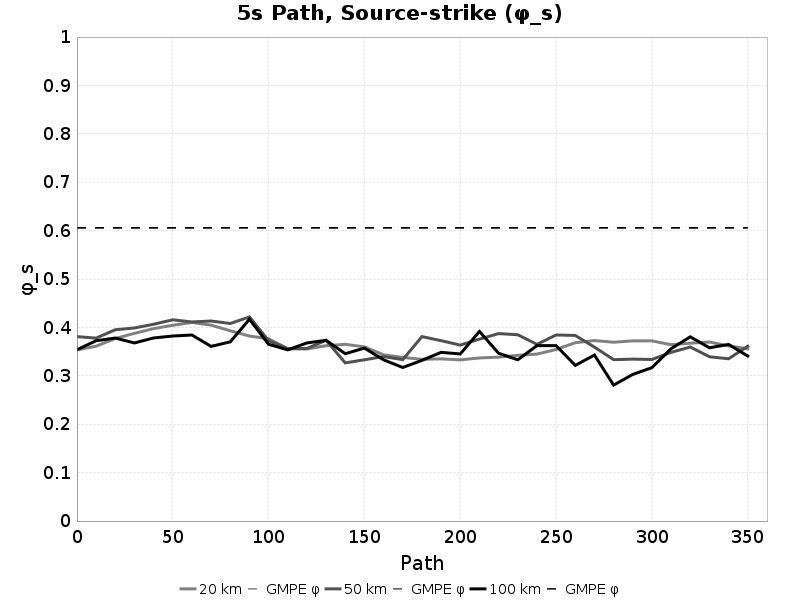 5s Path, Source-strike (φ_s)
1
0.9
0.8
0.7
0.6
0.5
0.4
0.3
0.2
0.1
0
φ_s
0 50 100 150 200 250 300 350
Path
20 km GMPE φ 50 km GMPE φ 100 km GMPE φ